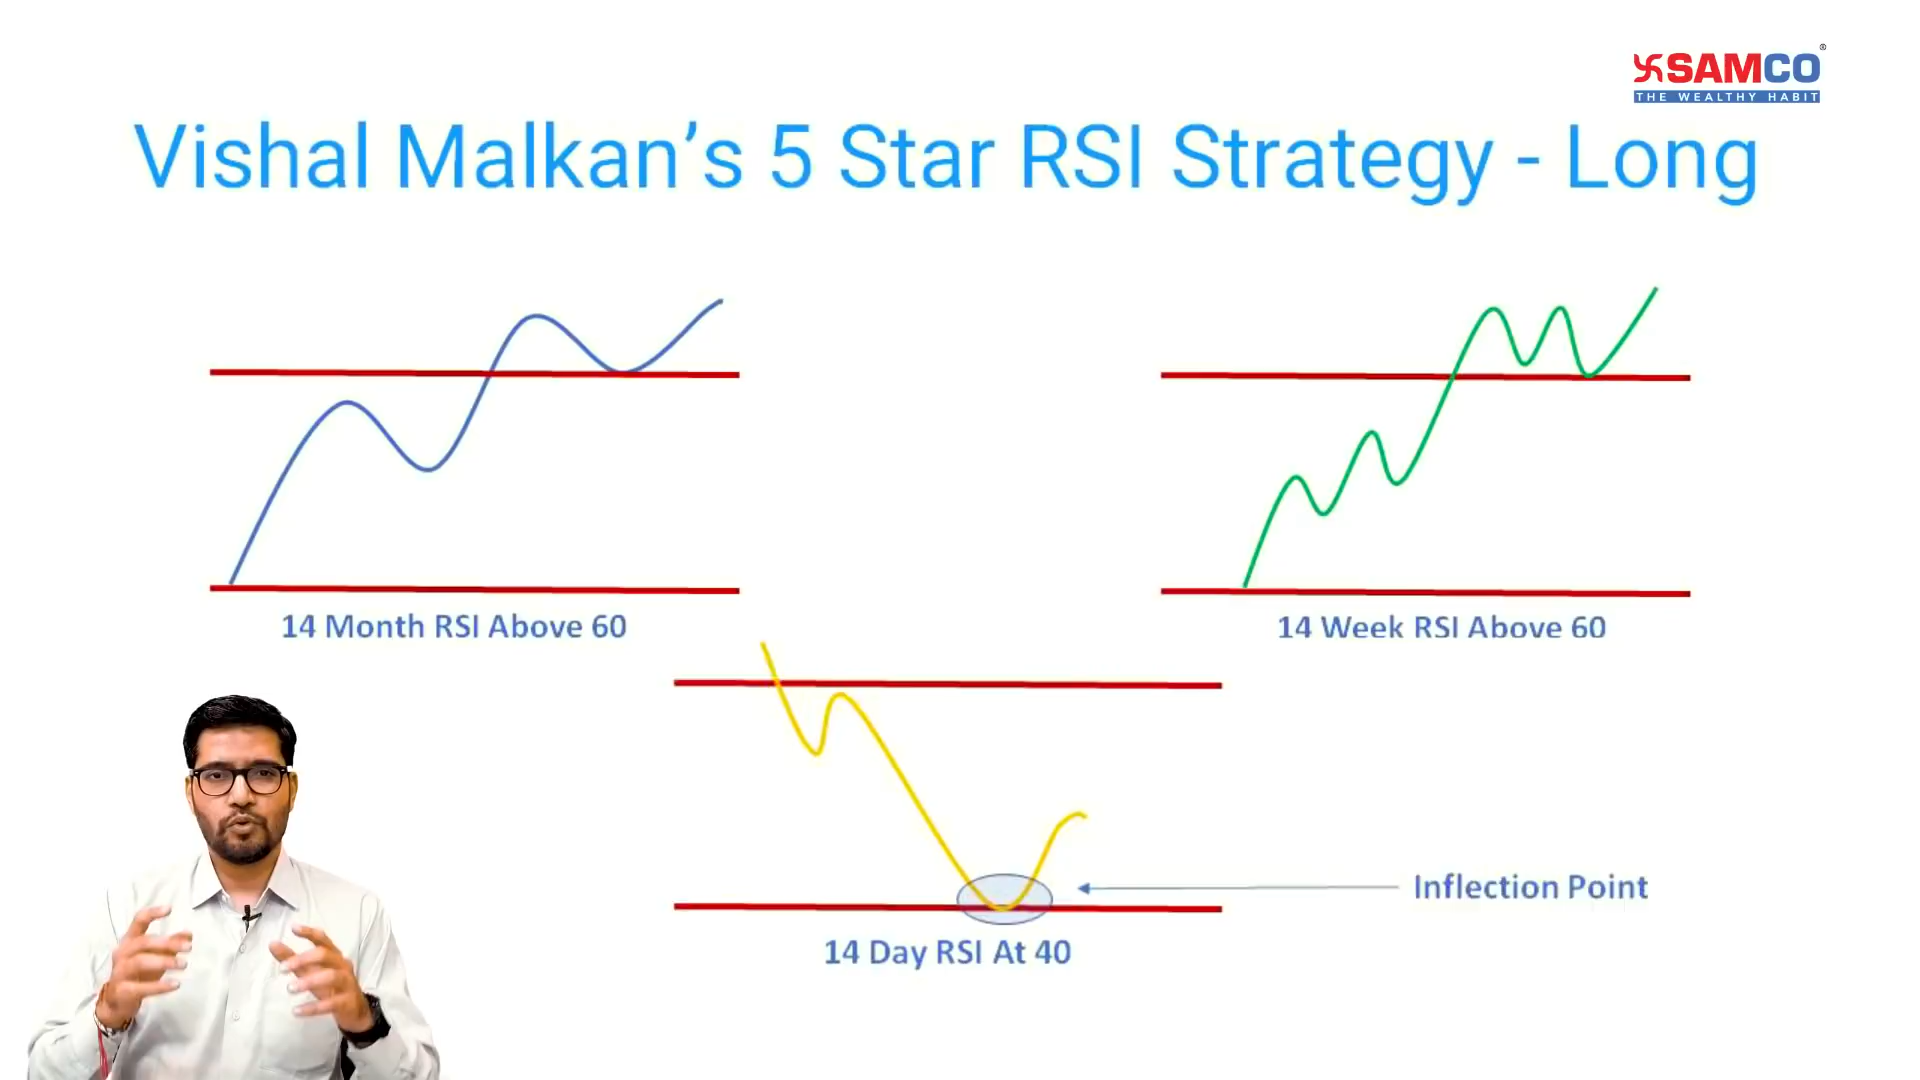 SAMCO®
THE WEALTHY HABIT
Vishal Malkan’s 5 Star RSI Strategy - Long
14 Month RSI Above 60
14 Week RSI Above 60
Inflection Point
14 Day RSI At 40